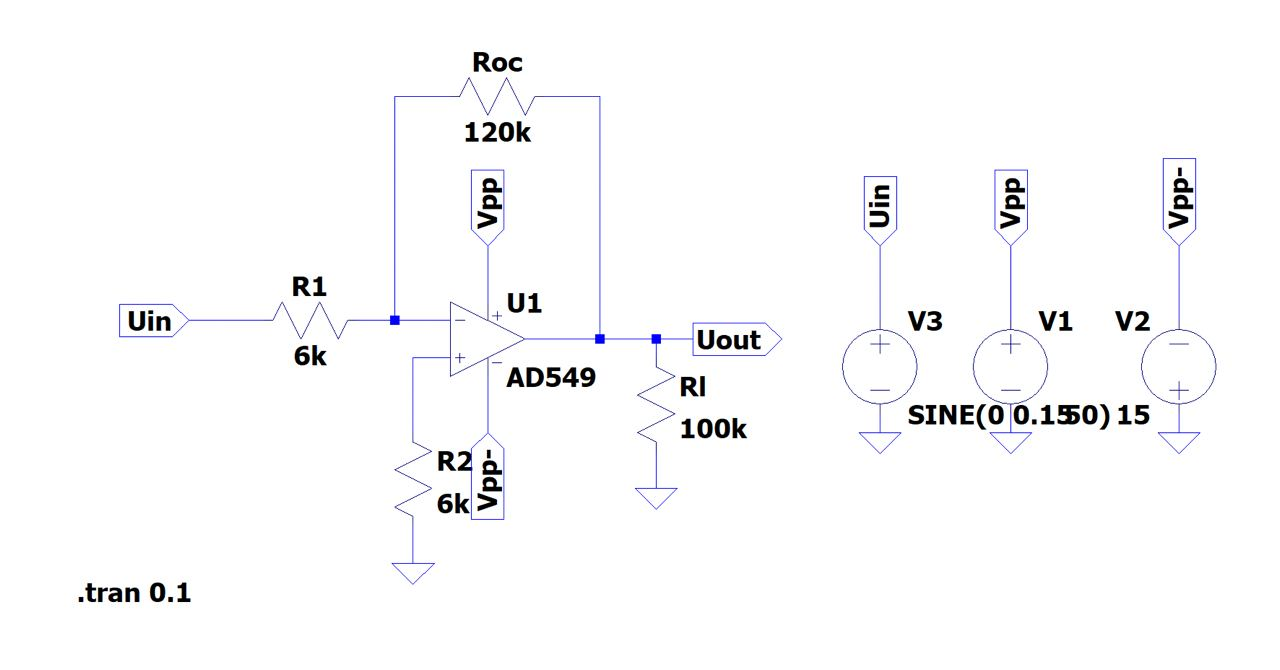 Roc
120k
Vpp
Uin
Vpp
Vpp-
R1
U1
Uin
Uout
V3
V1
V2
6k
AD549
Rl
SINE(0 0.1 50)
15
15
100k
R2
Vpp-
6k
.tran 0.1